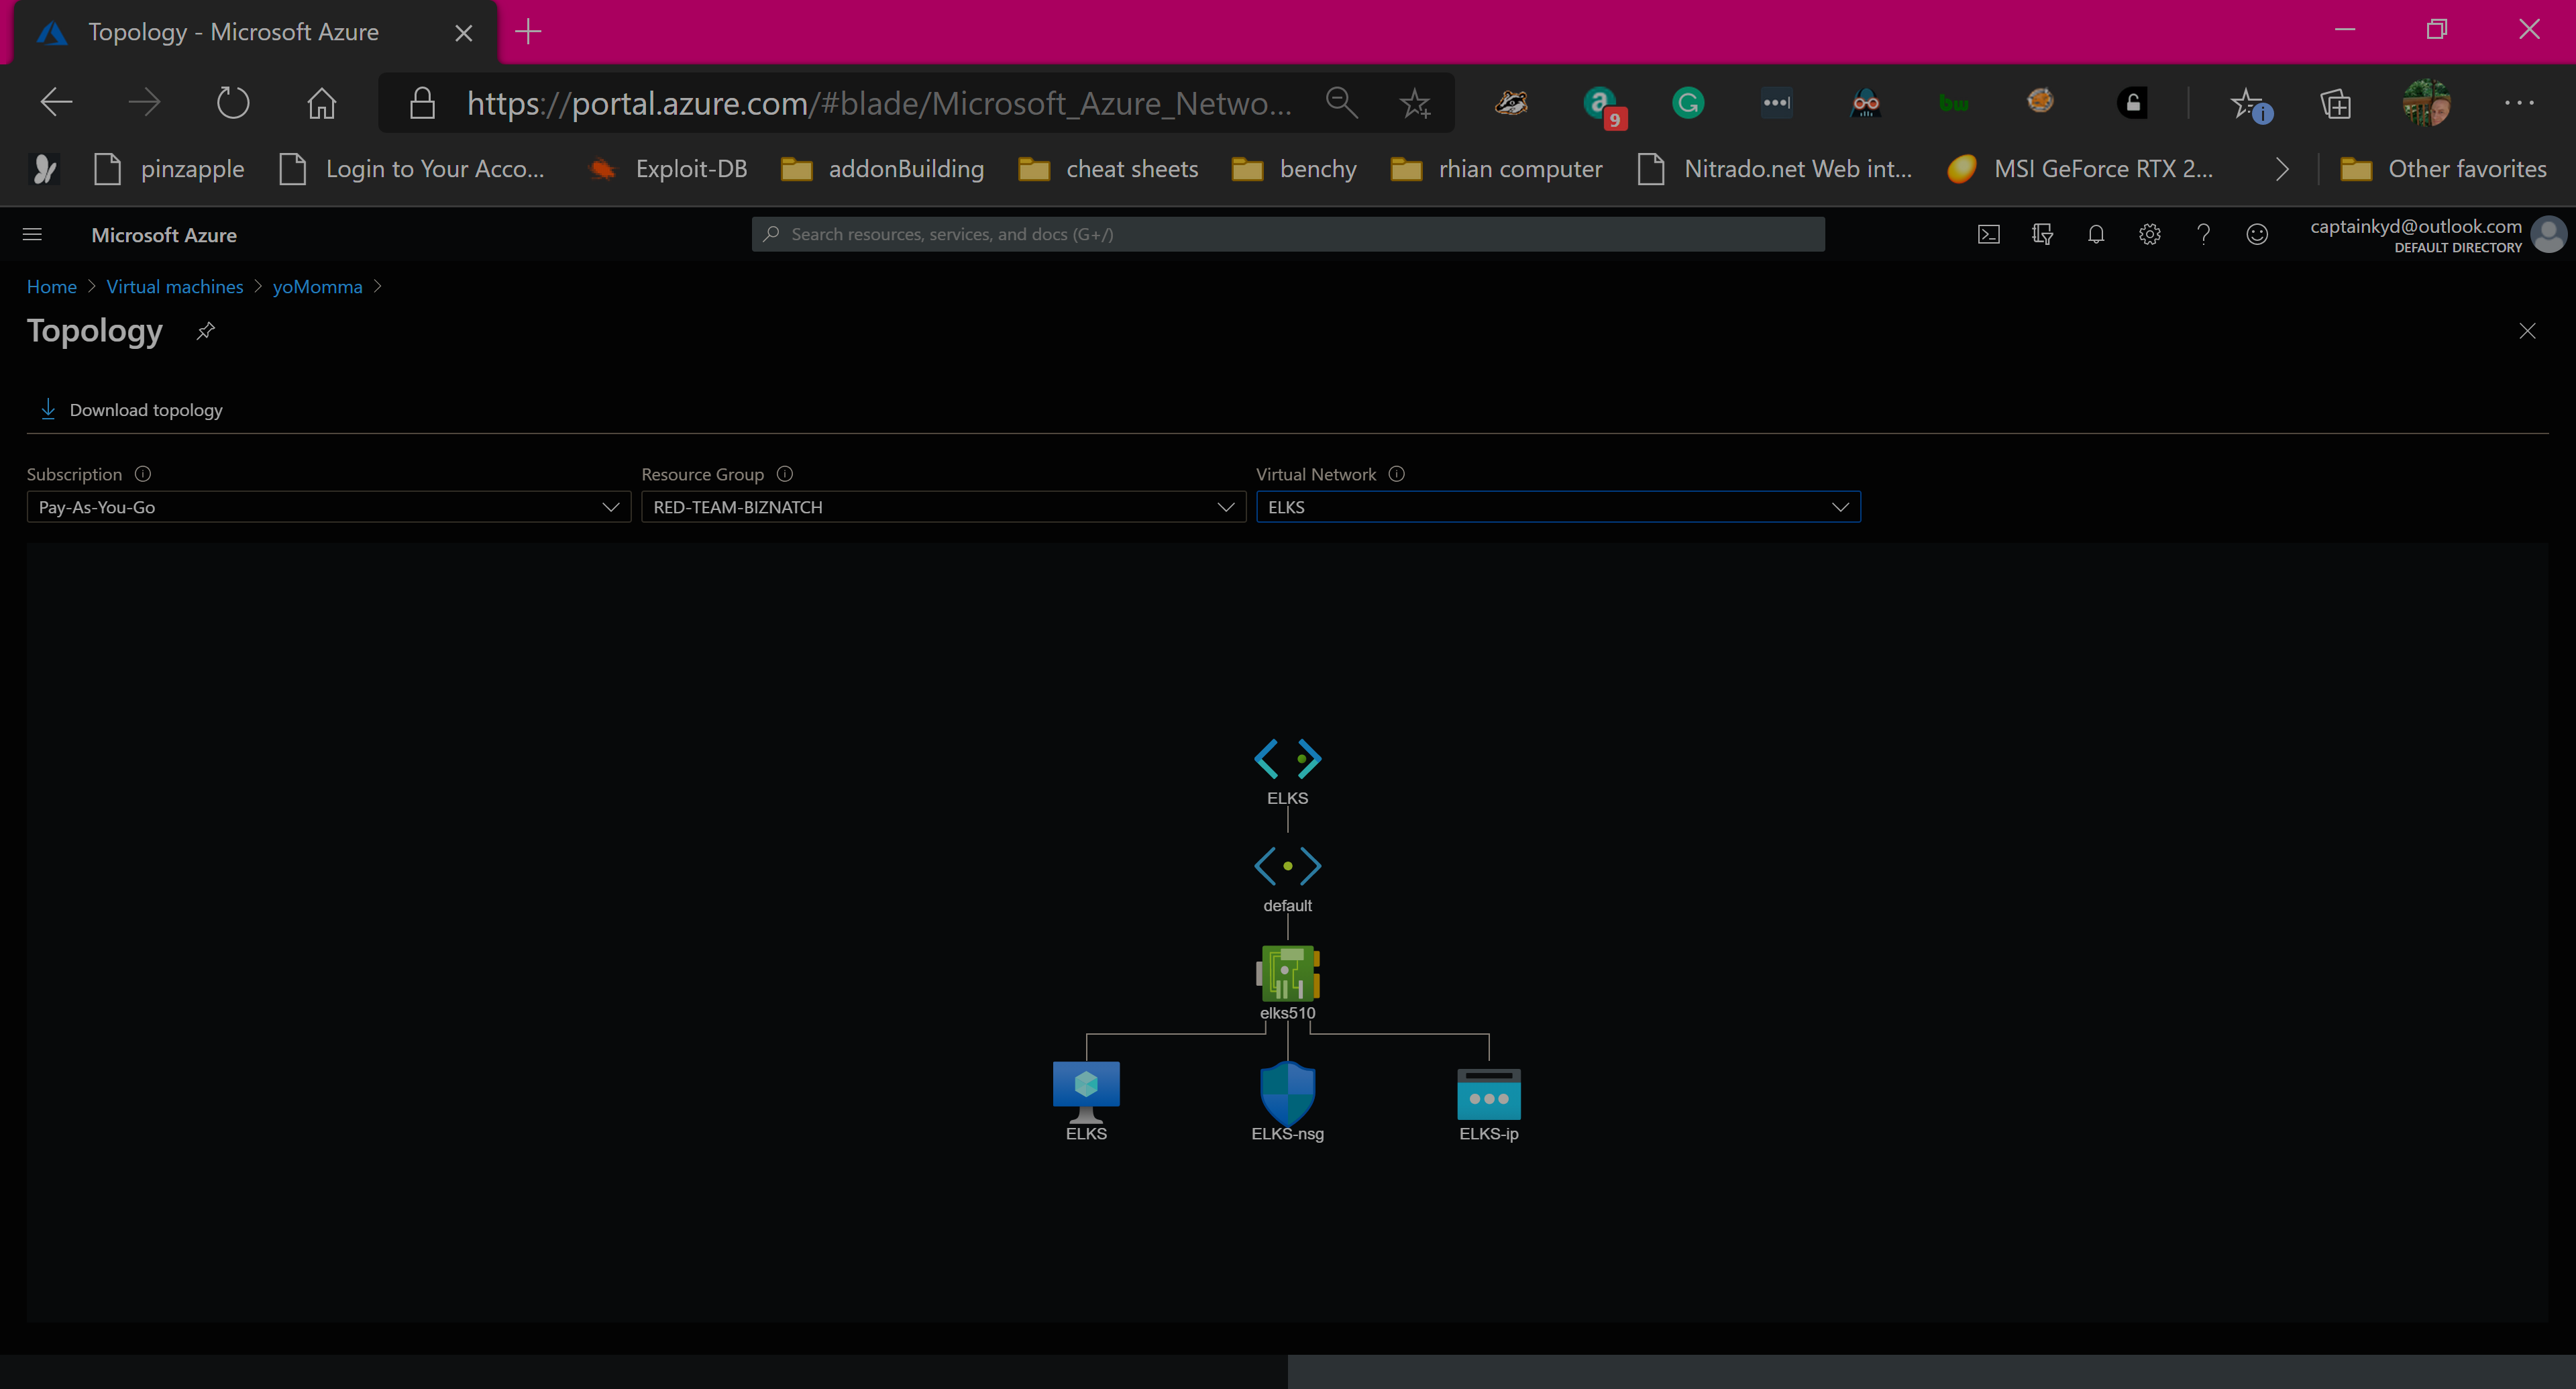 Topology - Microsoft Azure
https://portal.azure.com/#blade/Microsoft_Azure_Netwo...
a 9 G bw
pinzapple Login to Your Acco... Exploit-DB addonBuilding cheat sheets benchy rhian computer Nitrado.net Web int... MSI GeForce RTX 2... Other favorites
Microsoft Azure Search resources, services, and docs (G+/) captainkyd@outlook.com
DEFAULT DIRECTORY
Home > Virtual machines > yoMomma >
Topology
Download topology
Subscription Resource Group Virtual Network
Pay-As-You-Go RED-TEAM-BIZNATCH ELKS
ELKS
default
elks510
ELKS ELKS-nsg ELKS-ip